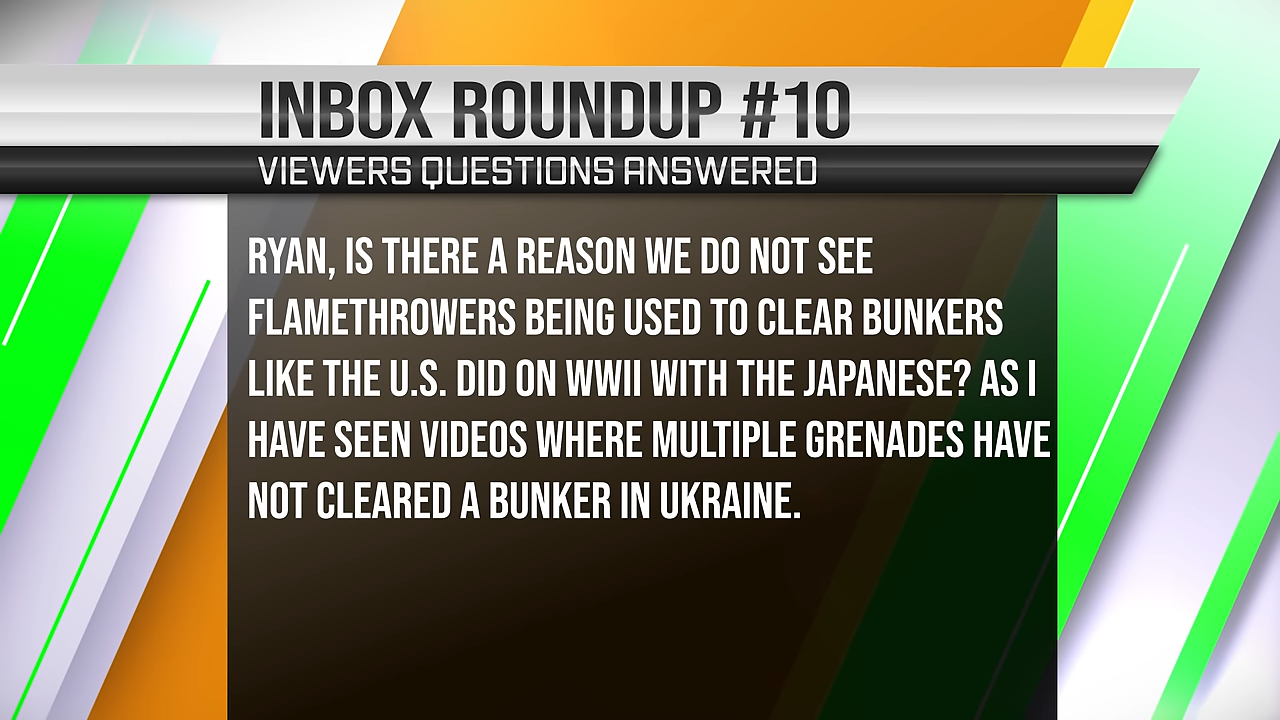 INBOX ROUNDUP #10
VIEWERS QUESTIONS ANSWERED
RYAN, IS THERE A REASON WE DO NOT SEE
FLAMETHROWERS BEING USED TO CLEAR BUNKERS
LIKE THE U.S. DID ON WWII WITH THE JAPANESE? AS I
HAVE SEEN VIDEOS WHERE MULTIPLE GRENADES HAVE
NOT CLEARED A BUNKER IN UKRAINE.